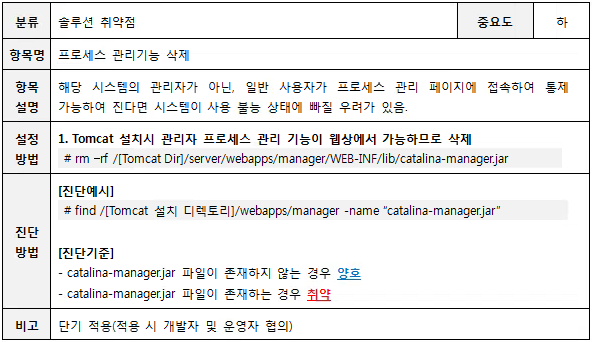 분류 솔루션 취약점 중요도 하
항목명 프로세스 관리기능 삭제
항목 설명 해당 시스템의 관리자가 아닌, 일반 사용자가 프로세스 관리 페이지에 접속하여 통제
가능하여 진다면 시스템이 사용 불능 상태에 빠질 우려가 있음.
설정 방법 1. Tomcat 설치시 관리자 프로세스 관리 기능이 웹상에서 가능하므로 삭제
# rm –rf /[Tomcat Dir]/server/webapps/manager/WEB-INF/lib/catalina-manager.jar
진단 방법 [진단예시]
# find /[Tomcat 설치 디렉토리]/webapps/manager -name "catalina-manager.jar"
[진단기준]
- catalina-manager.jar 파일이 존재하지 않는 경우 양호
- catalina-manager.jar 파일이 존재하는 경우 취약
비고 단기 적용(적용 시 개발자 및 운영자 협의)